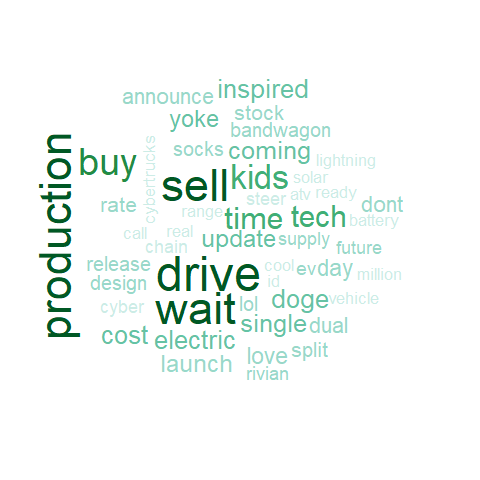 inspired
announce
stock
yoke
bandwagon
cybertrucks
socks
coming
lightning
production
buy
sell
kids
solar
steer
atv
ready
rate
range
time
tech
dont
battery
call
real
update
supply
chain
future
release
drive
cool
ev
day
million
design
id
cyber
wait
lol
doge
vehicle
cost
electric
single
dual
launch
love
split
rivian